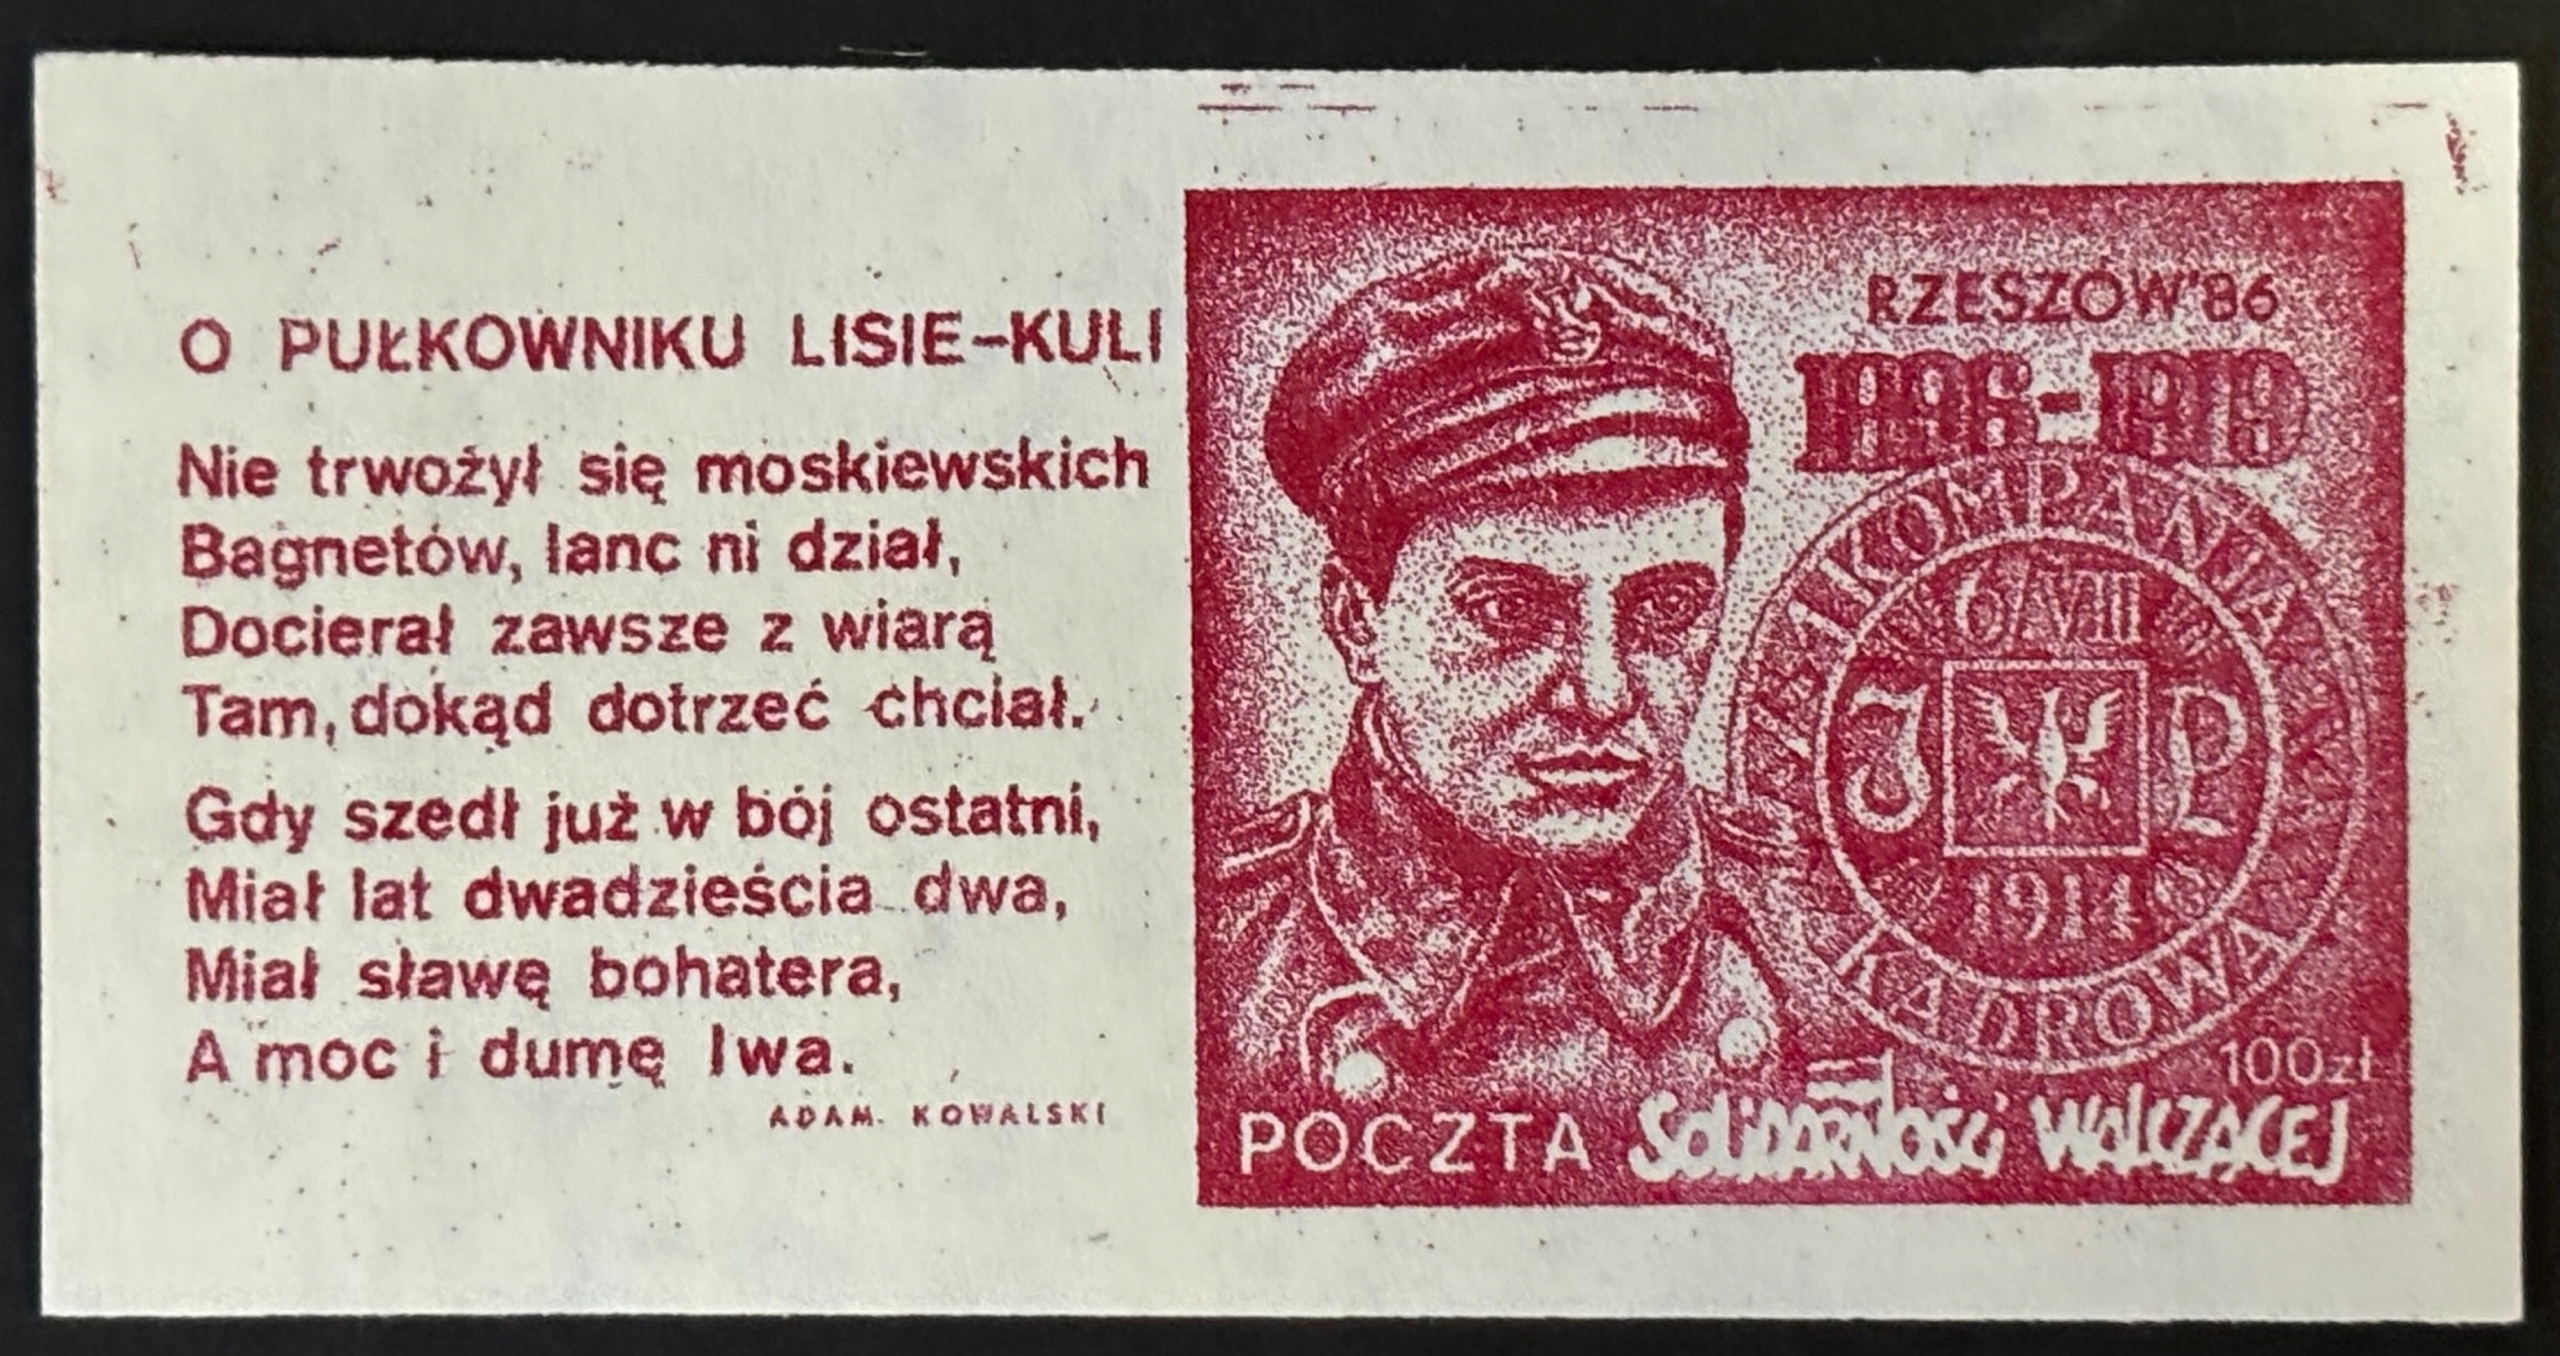 O PUŁKOWNIKU LISIE-KULI
Nie trwożył się moskiewskich
Bagnetów, lanc ni dział,
Docierał zawsze z wiarą
Tam, dokąd dotrzeć chciał.
Gdy szedł już w bój ostatni,
Miał lat dwadzieścia dwa,
Miał sławę bohatera,
A moc i dumę lwa.
ADAM KOWALSKI
RZESZÓW'86
1896-1919
KOMPANIA
6/VIII
J P
1914
KADROWA
100zł
POCZTA SOLIDARNOŚCI WALCZĄCEJ